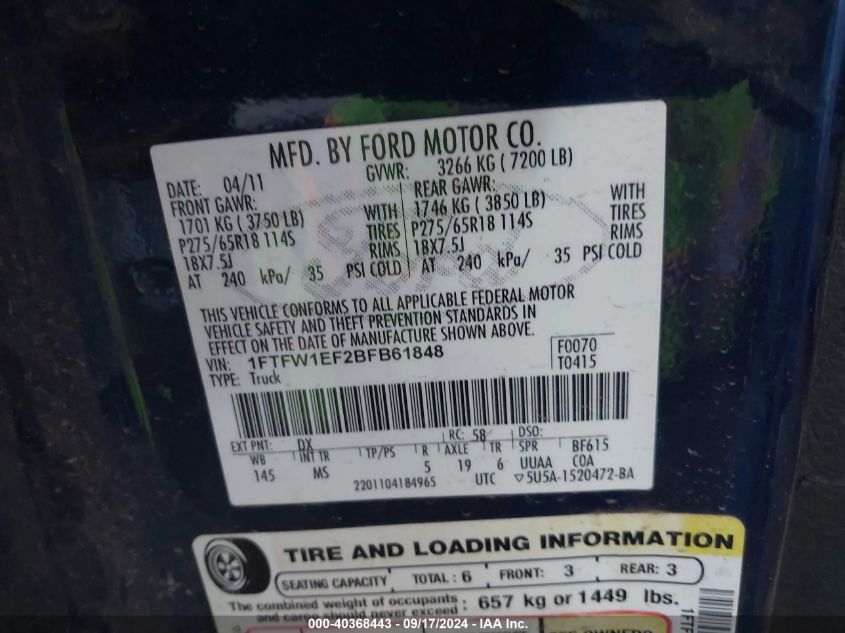 MFD. BY FORD MOTOR CO.
DATE: 04/11 GVWR: 3266 KG ( 7200 LB)
FRONT GAWR: REAR GAWR:
1701 KG ( 3750 LB) WITH 1746 KG ( 3850 LB) WITH
P275/65R18 114S TIRES P275/65R18 114S TIRES
18X7.5J RIMS 18X7.5J RIMS
AT 240 kPa/ 35 PSI COLD AT 240 kPa/ 35 PSI COLD
THIS VEHICLE CONFORMS TO ALL APPLICABLE FEDERAL MOTOR
VEHICLE SAFETY AND THEFT PREVENTION STANDARDS IN
EFFECT ON THE DATE OF MANUFACTURE SHOWN ABOVE.
VIN: 1FTFW1EF2BFB61848 F0070
TYPE: Truck T0415
EXT PNT: DX RC: 58 DSO:
WB INT TR TP/PS R AXLE TR SPR BF615
145 MS 5 19 6 UUAA COA
2201104184965 UTC ▽5U5A-1520472-BA
TIRE AND LOADING INFORMATION
SEATING CAPACITY TOTAL : 6 FRONT: 3 REAR: 3
The combined weight of occupants
and cargo should never exceed : 657 kg or 1449 lbs.
1FTF
000-40368443 - 09/17/2024 - IAA Inc.